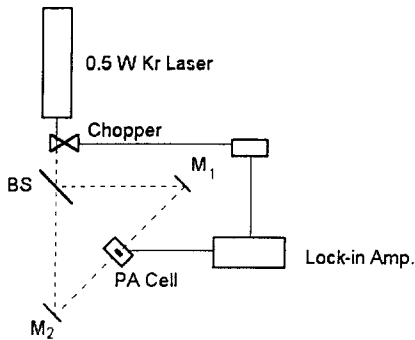 0.5 W Kr Laser
Chopper
M1
BS
PA Cell
Lock-in Amp.
M2